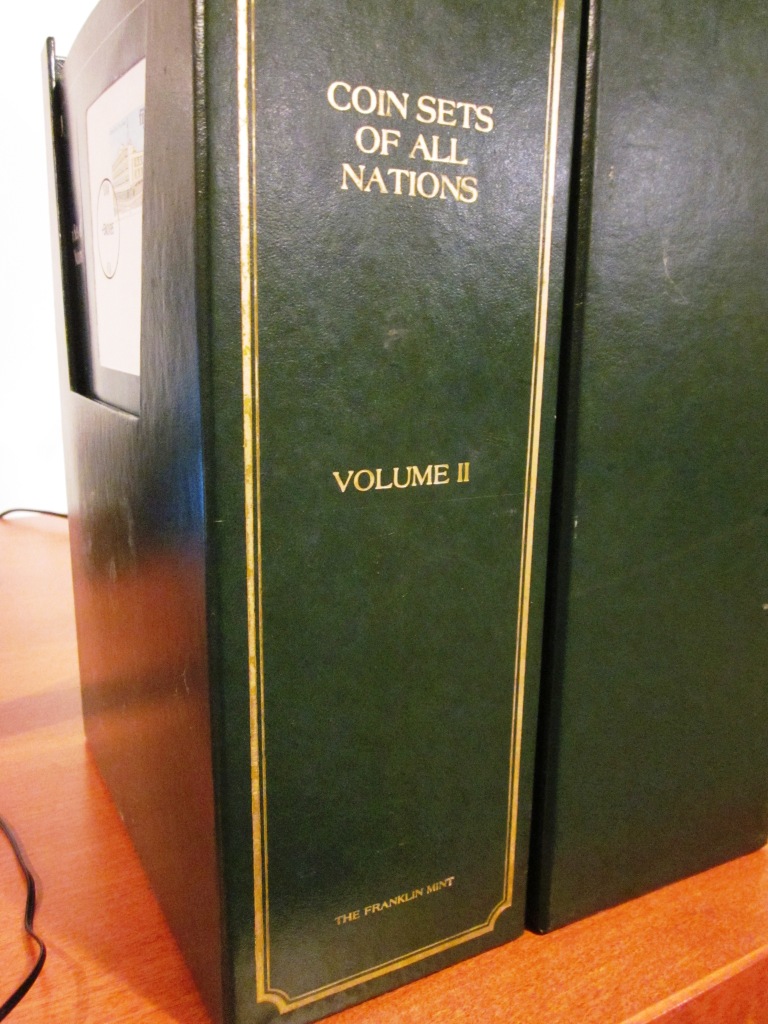 COIN SETS
OF ALL
NATIONS
VOLUME II
THE FRANKLIN MINT